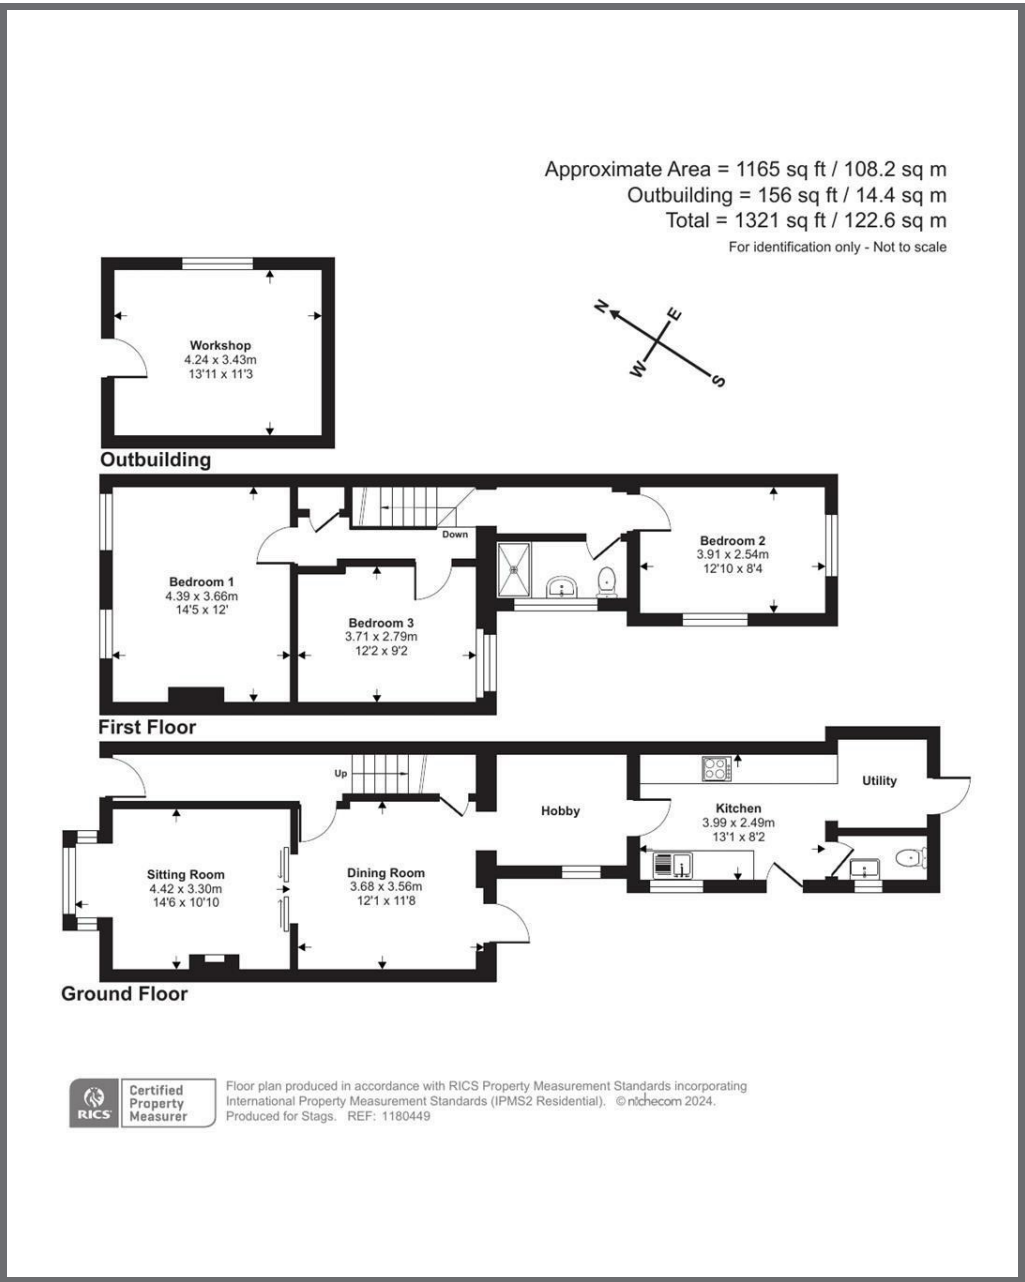 Approximate Area = 1165 sq ft / 108.2 sq m
Outbuilding = 156 sq ft / 14.4 sq m
Total = 1321 sq ft / 122.6 sq m
For identification only - Not to scale
N
E
W
S
Workshop
4.24 x 3.43m
13'11 x 11'3
Outbuilding
Down
Bedroom 2
3.91 x 2.54m
12'10 x 8'4
Bedroom 1
4.39 x 3.66m
14'5 x 12'
Bedroom 3
3.71 x 2.79m
12'2 x 9'2
First Floor
Up
Utility
Hobby
Kitchen
3.99 x 2.49m
13'1 x 8'2
Sitting Room
4.42 x 3.30m
14'6 x 10'10
Dining Room
3.68 x 3.56m
12'1 x 11'8
Ground Floor
RICS
Certified
Property
Measurer
Floor plan produced in accordance with RICS Property Measurement Standards incorporating
International Property Measurement Standards (IPMS2 Residential). © nichecom 2024.
Produced for Stags. REF: 1180449